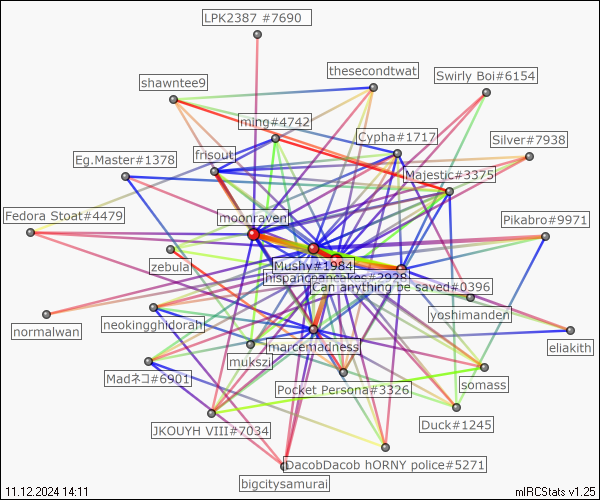 LPK2387 #7690
thesecondtwat
Swirly Boi#6154
shawntee9
ming#4742
Cypha#1717
Silver#7938
frisout
Eg.Master#1378
Majestic#3375
Fedora Stoat#4479
moonraven
Pikabro#9971
zebula
Mushy#1984
hispanicpancakes#2928
Can anything be saved#0396
yoshimanden
normalwan
neokingghidorah
eliakith
marcemadness
mukszi
Madネコ#6901
somass
Pocket Persona#3326
JKOUYH VIII#7034
Duck#1245
DacobDacob hORNY police#5271
bigcitysamurai
11.12.2024 14:11
mIRCStats v1.25